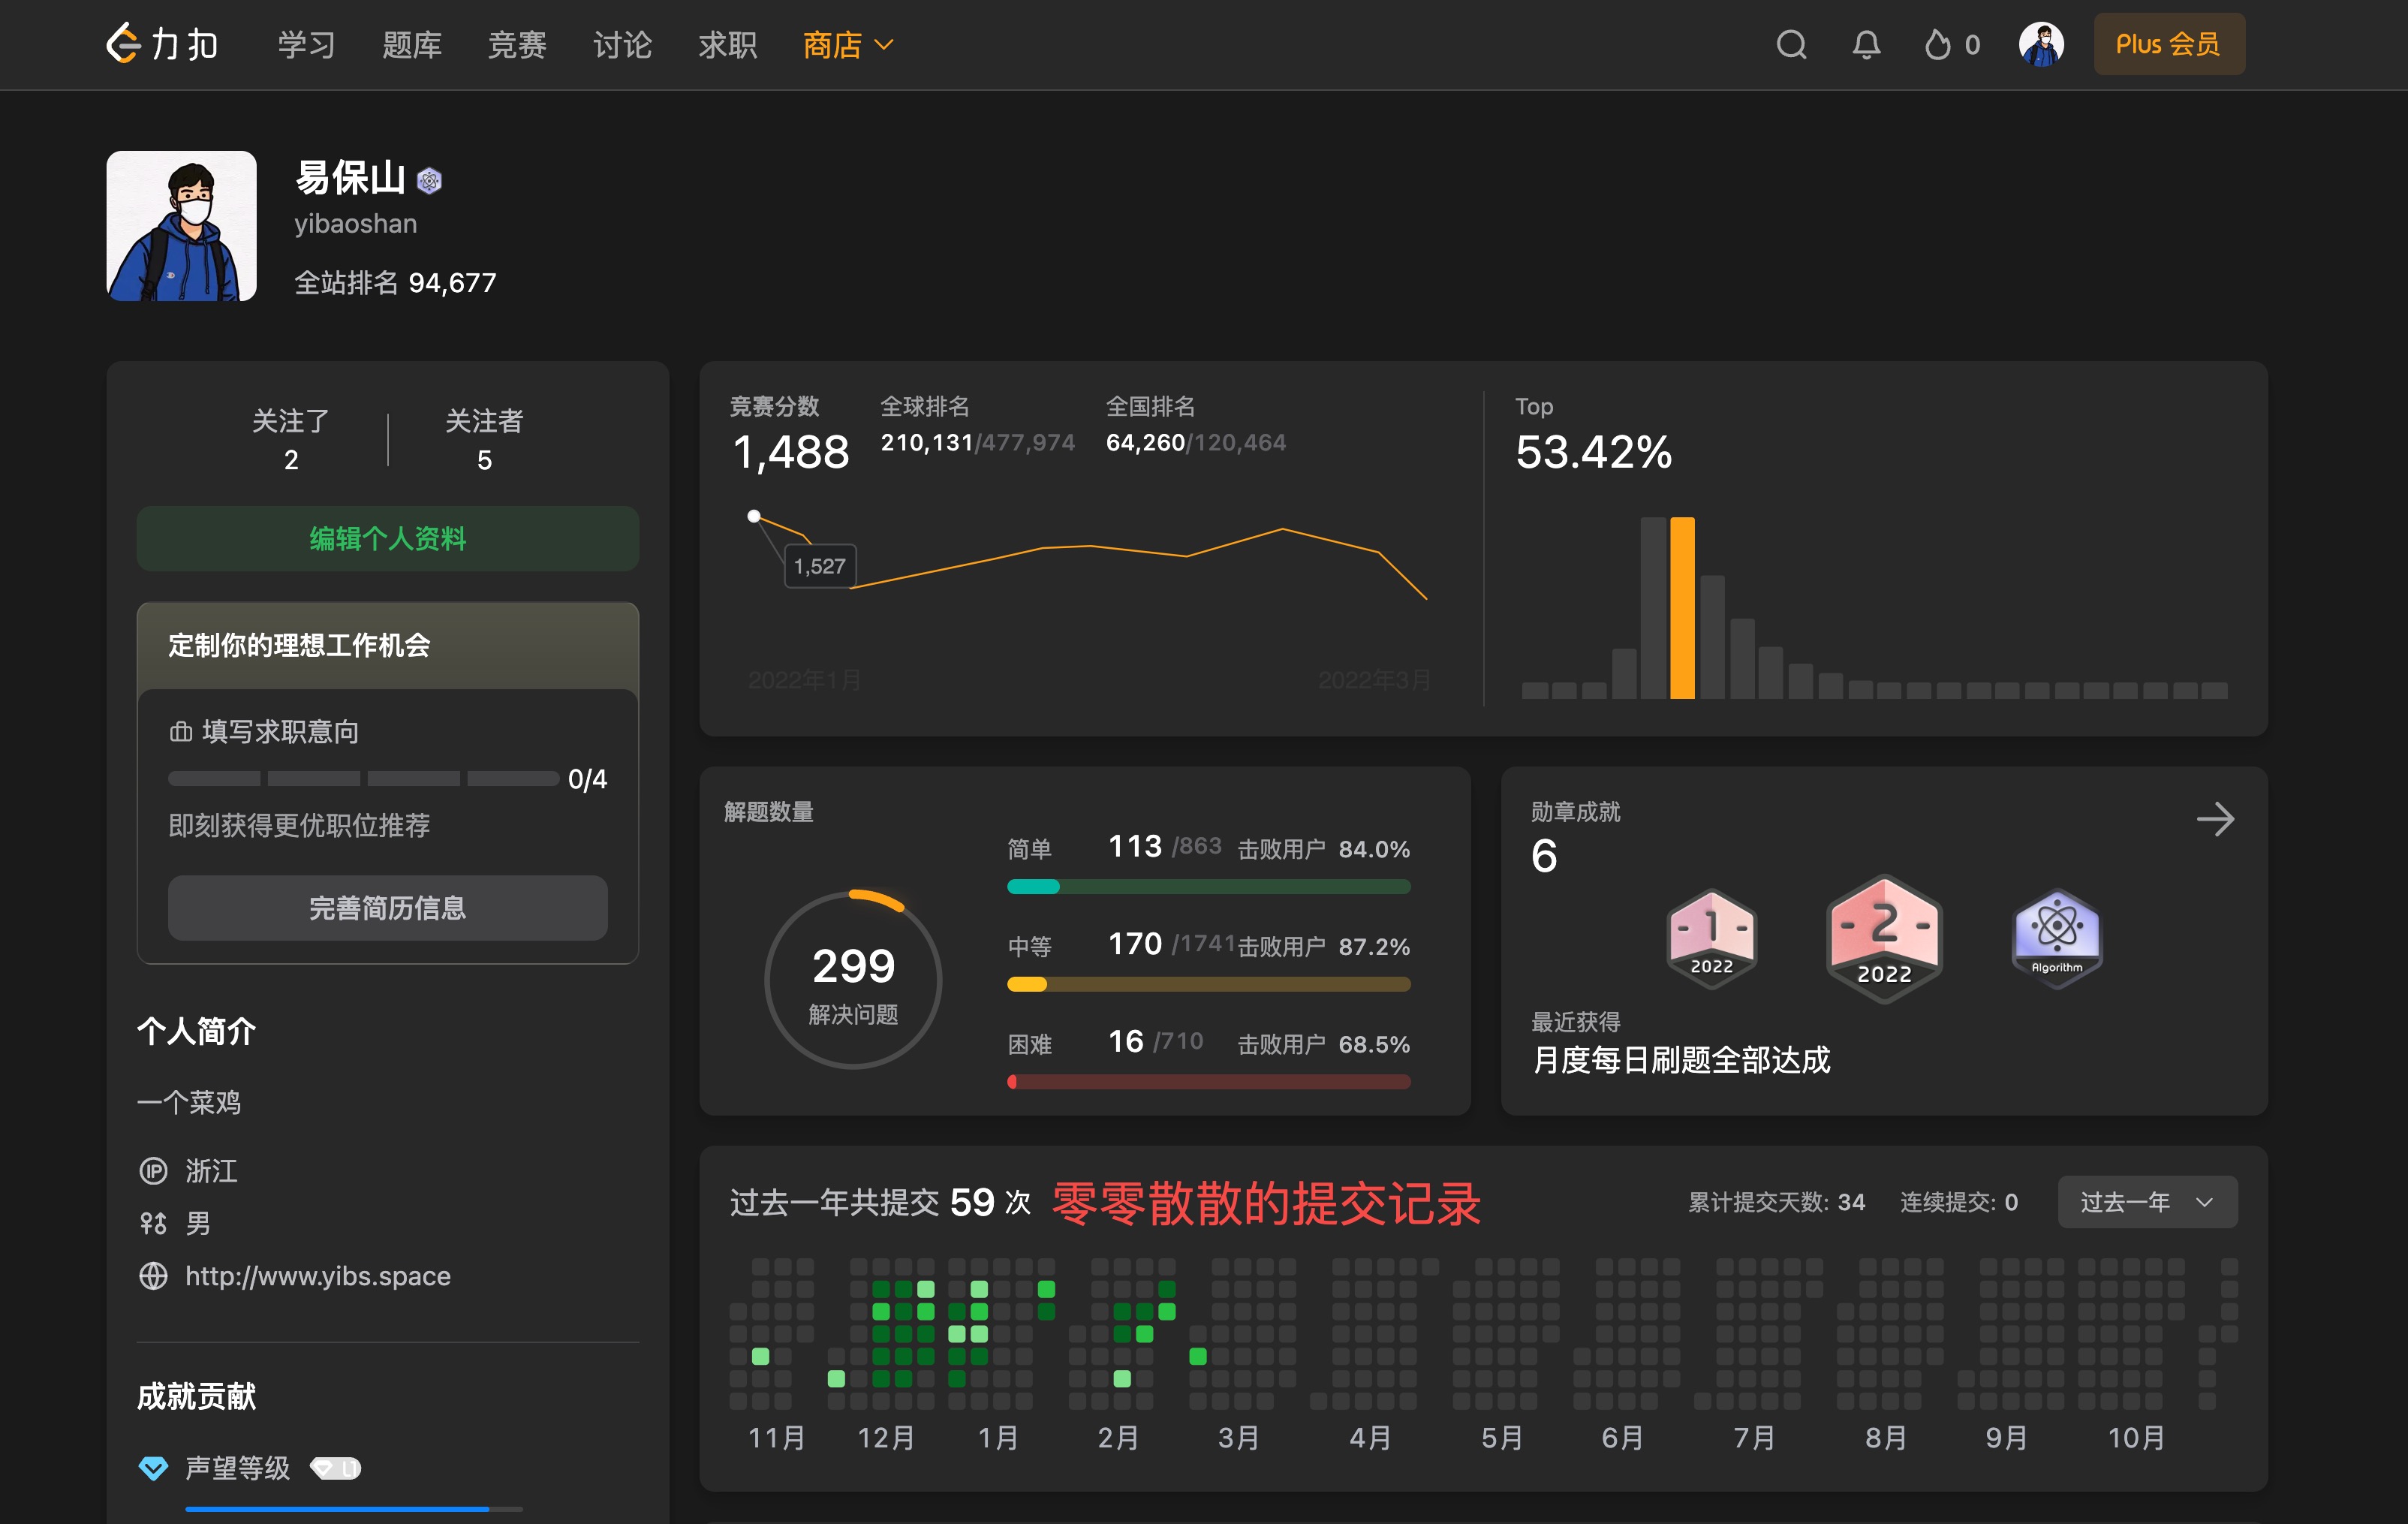 力扣 学习 题库 竞赛 讨论 求职 商店 0 Plus 会员
易保山
yibaoshan
全站排名 94,677
关注了 关注者
2 5
编辑个人资料
定制你的理想工作机会
填写求职意向
0/4
即刻获得更优职位推荐
完善简历信息
个人简介
一个菜鸡
IP 浙江
男
http://www.yibs.space
成就贡献
声望等级
竞赛分数 全球排名 全国排名
1,488 210,131/477,974 64,260/120,464
1,527
2022年1月 2022年3月
Top
53.42%
解题数量
299
解决问题
简单 113 /863 击败用户 84.0%
中等 170 /1741 击败用户 87.2%
困难 16 /710 击败用户 68.5%
勋章成就
6
1 2
2022 2022 Algorithm
最近获得
月度每日刷题全部达成
过去一年共提交 59 次 零零散散的提交记录 累计提交天数: 34 连续提交: 0 过去一年
11月 12月 1月 2月 3月 4月 5月 6月 7月 8月 9月 10月